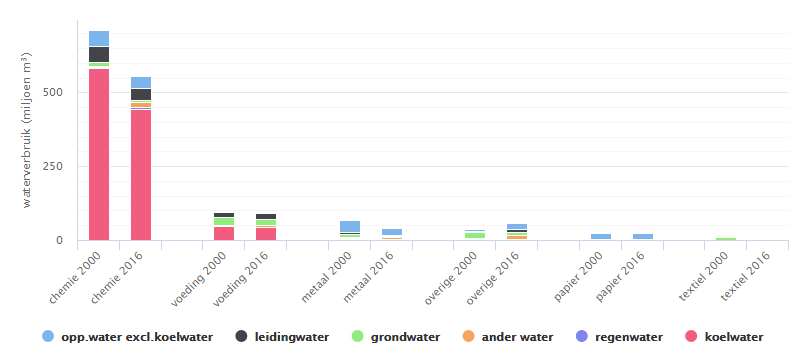 waterverbruik (miljoen m³)
500
250
0
chemie 2000
chemie 2016
voeding 2000
voeding 2016
metaal 2000
metaal 2016
overige 2000
overige 2016
papier 2000
papier 2016
textiel 2000
textiel 2016
opp.water excl.koelwater leidingwater grondwater ander water regenwater koelwater